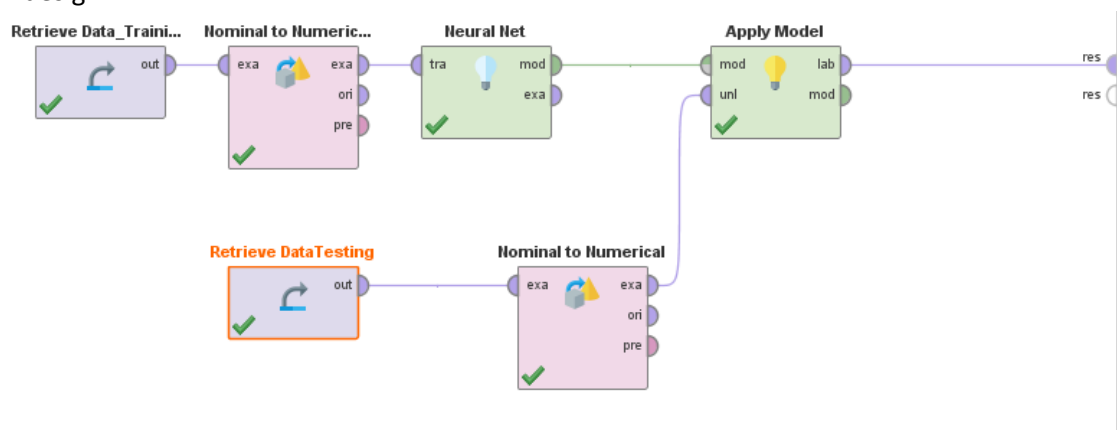 Retrieve Data_Traini...
Nominal to Numeric...
Neural Net
Apply Model
out
exa
exa
ori
pre
tra
mod
exa
mod
unl
lab
mod
res
res
Retrieve DataTesting
Nominal to Numerical
out
exa
exa
ori
pre